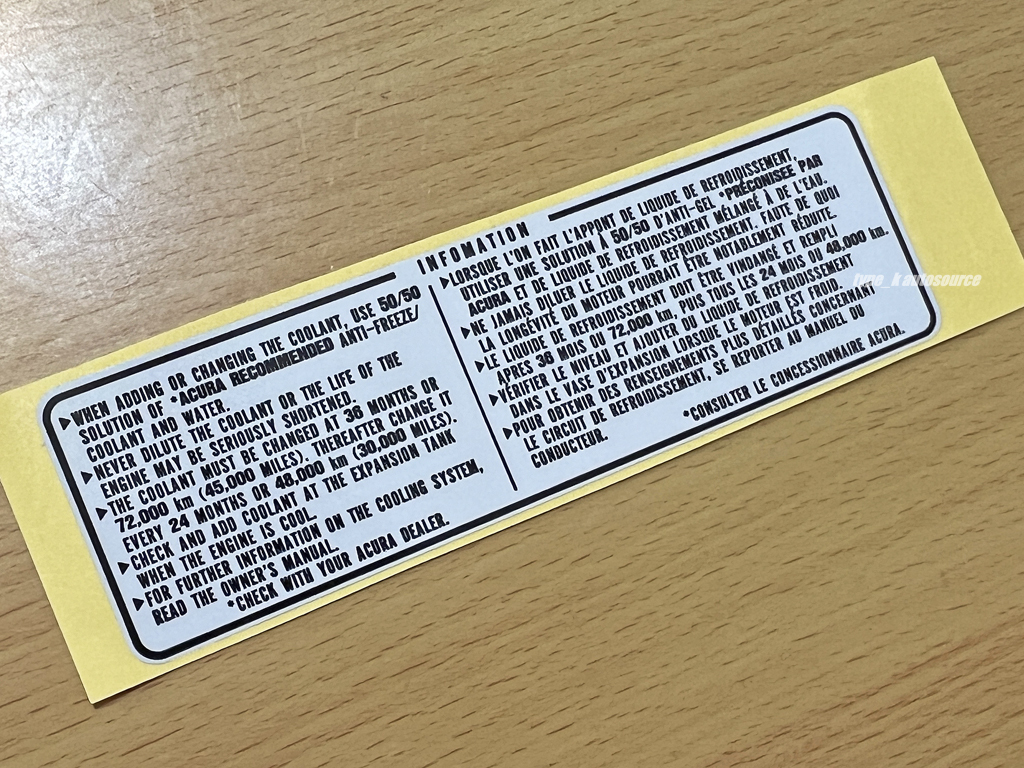 INFOMATION
▶WHEN ADDING OR CHANGING THE COOLANT, USE 50/50
SOLUTION OF *ACURA RECOMMENDED ANTI-FREEZE/
COOLANT AND WATER.
▶NEVER DILUTE THE COOLANT OR THE LIFE OF THE
ENGINE MAY BE SERIOUSLY SHORTENED.
▶THE COOLANT MUST BE CHANGED AT 36 MONTHS OR
72,000 km (45,000 MILES). THEREAFTER CHANGE IT
EVERY 24 MONTHS OR 48,000 km (30,000 MILES).
▶CHECK AND ADD COOLANT AT THE EXPANSION TANK
WHEN THE ENGINE IS COOL.
▶FOR FURTHER INFORMATION ON THE COOLING SYSTEM,
READ THE OWNER'S MANUAL.
*CHECK WITH YOUR ACURA DEALER.
▶LORSQUE L'ON FAIT L'APPONT DE LIQUIDE DE REFROIDISSEMENT,
UTILISER UNE SOLUTION À 50/50 D'ANTI-GEL *PRÉCONISEE PAR
ACURA ET DE LIQUIDE DE REFROIDISSEMENT MÉLANGÉ À DE L'EAU.
▶NE JAMAIS DILUER LE LIQUIDE DE REFROIDISSEMENT. FAUTE DE QUOI
LA LONGÉVITÉ DU MOTEUR POURRAIT ÊTRE NOTABLEMENT RÉDUITE.
▶LE LIQUIDE DE REFROIDISSEMENT DOIT ÊTRE VINDANGÉ ET REMPLI
APRES 36 MOIS OU 72,000 km, PLUS TOUS LES 24 MOIS OU 48,000 km.
▶VÉRIFIER LE NIVEAU ET AJOUTER DU LIQUIDE DE REFROIDISSEMENT
DANS LE VASE D'EXPANSION LORSQUE LE MOTEUR EST FROID.
▶POUR OBTENIR DES RENSEIGNEMENTS PLUS DÉTAILLÉS CONCERNANT
LE CIRCUIT DE REFROIDISSEMENT, SE REPORTER AU MANUEL DU
CONDUCTEUR.
*CONSULTER LE CONCESSIONNAIRE ACURA.
type_k autosource